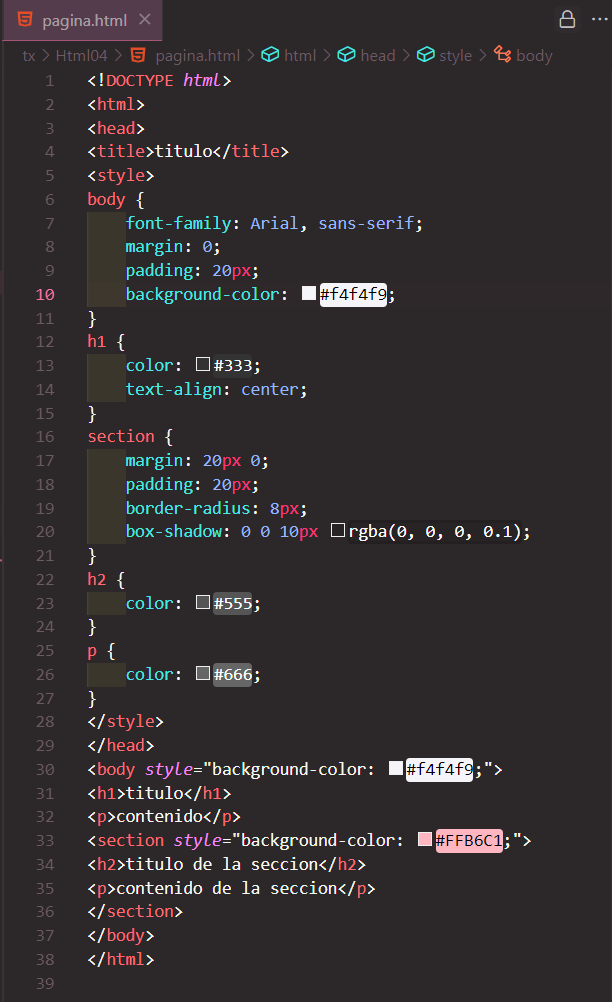 pagina.html
tx > Html04 > pagina.html > html > head > style > body
1 <!DOCTYPE html>
2 <html>
3 <head>
4 <title>titulo</title>
5 <style>
6 body {
7 font-family: Arial, sans-serif;
8 margin: 0;
9 padding: 20px;
10 background-color: #f4f4f9;
11 }
12 h1 {
13 color: #333;
14 text-align: center;
15 }
16 section {
17 margin: 20px 0;
18 padding: 20px;
19 border-radius: 8px;
20 box-shadow: 0 0 10px rgba(0, 0, 0, 0.1);
21 }
22 h2 {
23 color: #555;
24 }
25 p {
26 color: #666;
27 }
28 </style>
29 </head>
30 <body style="background-color: #f4f4f9;">
31 <h1>titulo</h1>
32 <p>contenido</p>
33 <section style="background-color: #FFB6C1;">
34 <h2>titulo de la seccion</h2>
35 <p>contenido de la seccion</p>
36 </section>
37 </body>
38 </html>
39